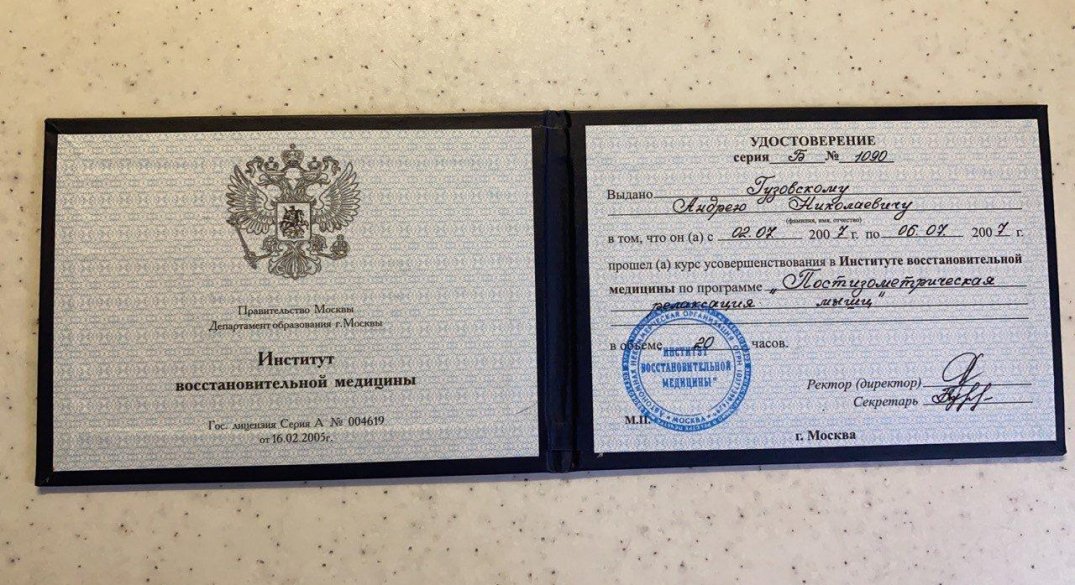 Правительство Москвы
Департамент образования г.Москвы
Институт
восстановительной медицины
Гос. лицензия Серия А № 004619
от 16.02.2005г.
УДОСТОВЕРЕНИЕ
серия Б № 1090
Выдано Гузовскому
Андрею Николаевичу
(фамилия, имя, отчество)
в том, что он (а) с 02.07 2007 г. по 06.07 2007 г.
прошел (а) курс усовершенствования в Институте восстановительной
медицины по программе „Постизометрическая
релаксация мышц"
в объеме 20 часов.
ИНСТИТУТ
ВОССТАНОВИТЕЛЬНОЙ
МЕДИЦИНЫ"
МОСКВА
Ректор (директор)
Секретарь
М.П.
г. Москва